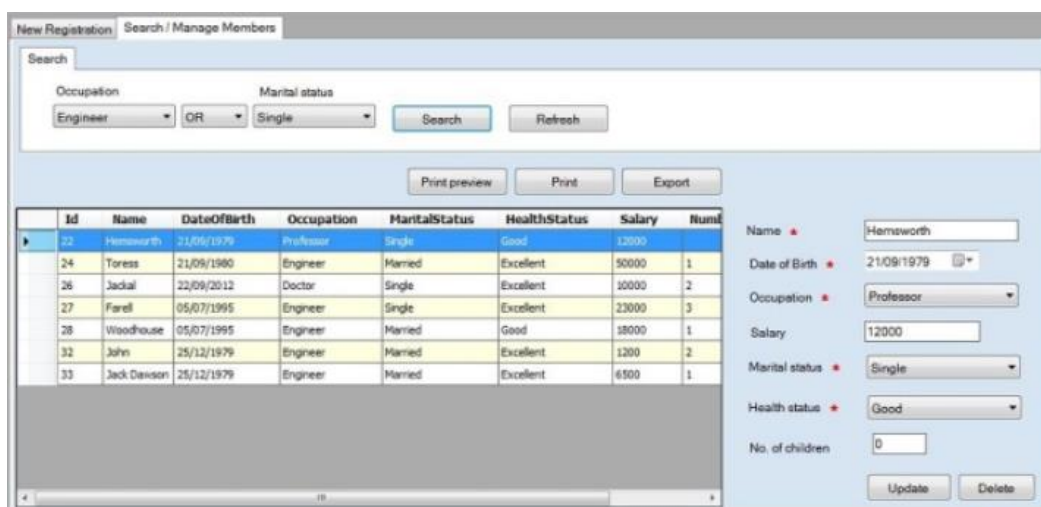 New Registration Search / Manage Members
Search
Occupation Marital status
Engineer OR Single Search Refresh
Print preview Print Export
Id Name DateOfBirth Occupation MaritalStatus HealthStatus Salary Numb
22 Hemsworth 21/09/1979 Professor Single Good 12000
24 Toress 21/09/1980 Engineer Married Excellent 50000 1
26 Jackal 22/09/2012 Doctor Single Excellent 10000 2
27 Farell 05/07/1995 Engineer Single Excellent 23000 3
28 Woodhouse 05/07/1995 Engineer Married Good 18000 1
32 John 25/12/1979 Engineer Married Excellent 1200 2
33 Jack Dawson 25/12/1979 Engineer Married Excellent 6500 1
Name * Hemsworth
Date of Birth * 21/09/1979
Occupation * Professor
Salary 12000
Marital status * Single
Health status * Good
No. of children 0
Update Delete